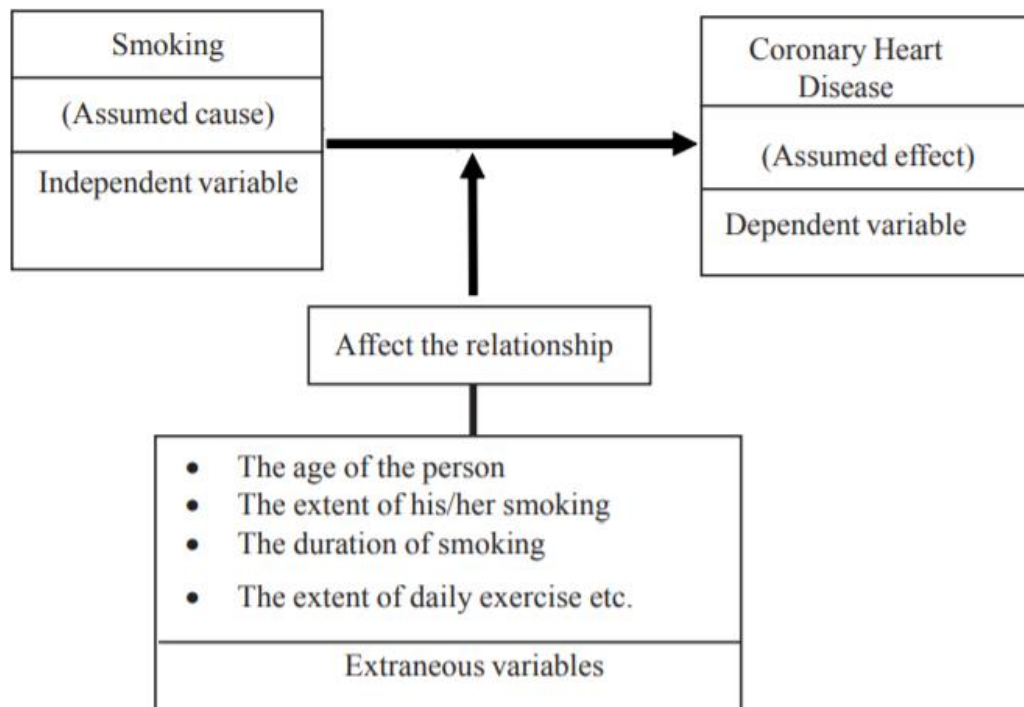 Smoking
(Assumed cause)
Independent variable
Coronary Heart
Disease
(Assumed effect)
Dependent variable
Affect the relationship
• The age of the person
• The extent of his/her smoking
• The duration of smoking
• The extent of daily exercise etc.
Extraneous variables